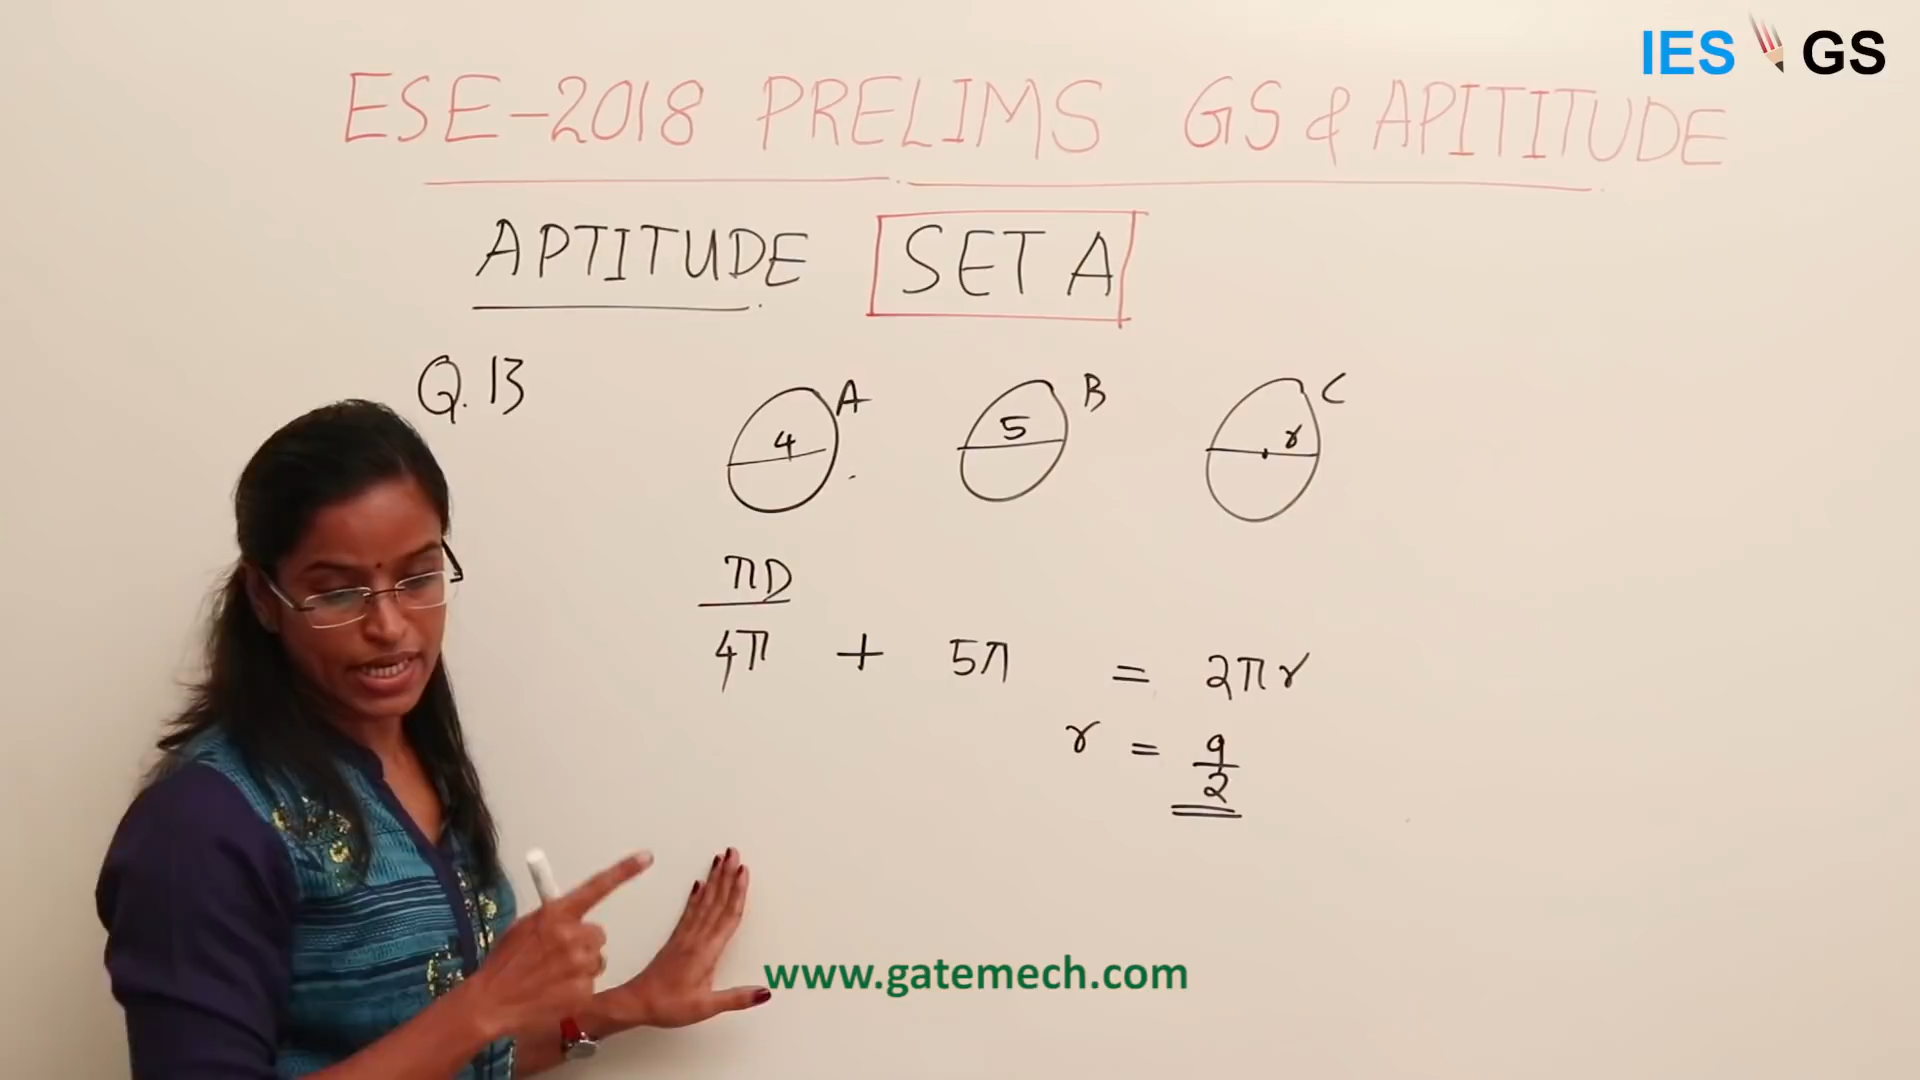 IES GS
ESE-2018 PRELIMS GS & APITITUDE
APTITUDE SET A
Q. 13
A B C
4 5 r
πD
4π + 5π = 2πr
r = 9/2
www.gatemech.com